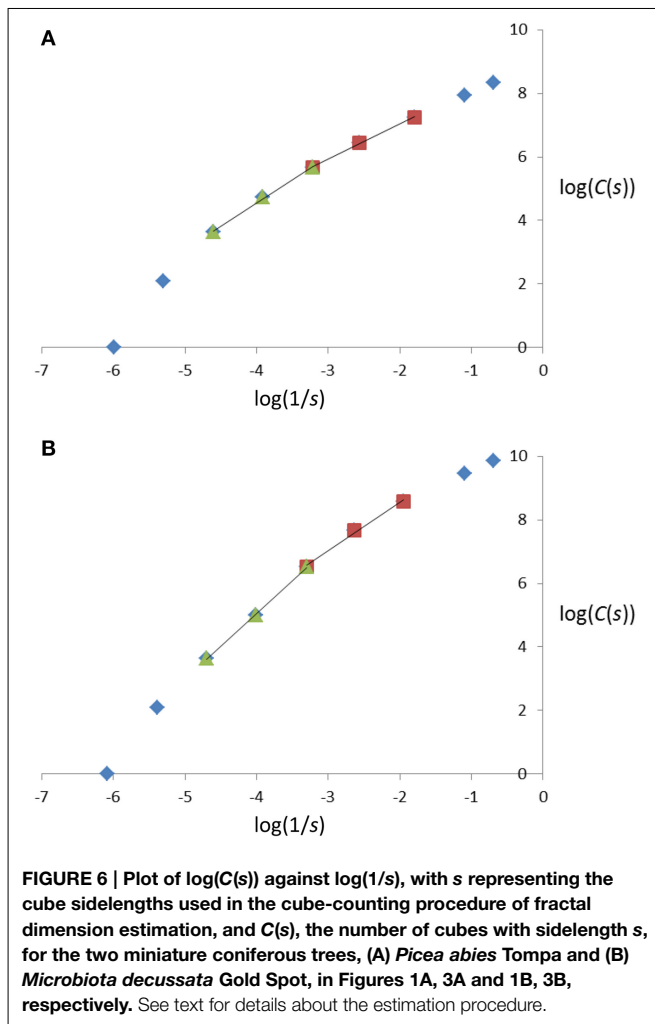 A
10
8
log(C(s))
6
4
2
0
-7 -6 -5 -4 -3 -2 -1 0
log(1/s)
B
10
8
log(C(s))
6
4
2
0
-7 -6 -5 -4 -3 -2 -1 0
log(1/s)
FIGURE 6 | Plot of log(C(s)) against log(1/s), with s representing the
cube sidelengths used in the cube-counting procedure of fractal
dimension estimation, and C(s), the number of cubes with sidelength s,
for the two miniature coniferous trees, (A) Picea abies Tompa and (B)
Microbiota decussata Gold Spot, in Figures 1A, 3A and 1B, 3B,
respectively. See text for details about the estimation procedure.